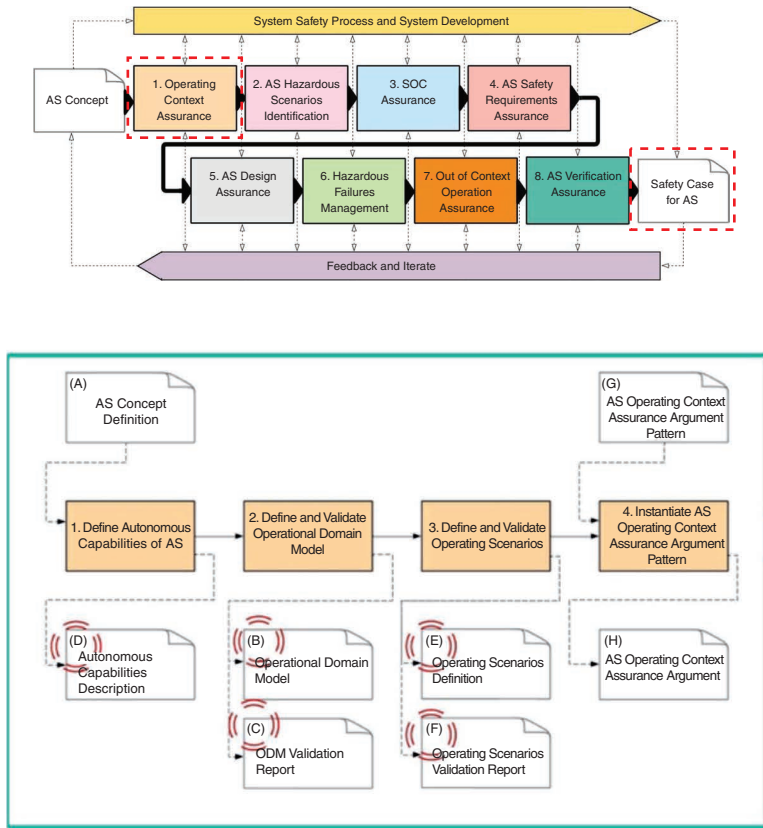 System Safety Process and System Development
AS Concept
1. Operating
Context
Assurance
2. AS Hazardous
Scenarios
Identification
3. SOC
Assurance
4. AS Safety
Requirements
Assurance
5. AS Design
Assurance
6. Hazardous
Failures
Management
7. Out of Context
Operation
Assurance
8. AS Verification
Assurance
Safety Case
for AS
Feedback and Iterate
(A)
AS Concept
Definition
(G)
AS Operating Context
Assurance Argument
Pattern
1. Define Autonomous
Capabilities of AS
2. Define and Validate
Operational Domain
Model
3. Define and Validate
Operating Scenarios
4. Instantiate AS
Operating Context
Assurance Argument
Pattern
(D)
Autonomous
Capabilities
Description
(B)
Operational Domain
Model
(E)
Operating Scenarios
Definition
(H)
AS Operating Context
Assurance Argument
(C)
ODM Validation
Report
(F)
Operating Scenarios
Validation Report